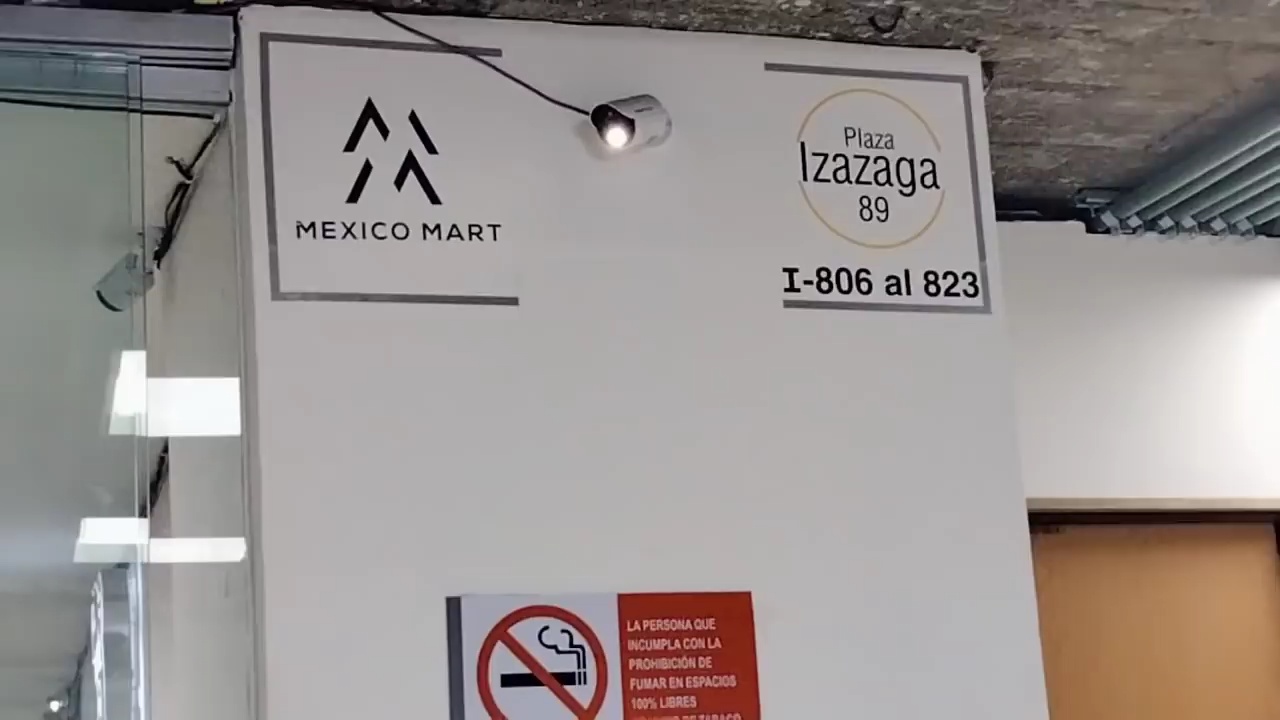 MEXICO MART
Plaza
Izazaga
89
I-806 al 823
LA PERSONA QUE
INCUMPLA CON LA
PROHIBICIÓN DE
FUMAR EN ESPACIOS
100% LIBRES